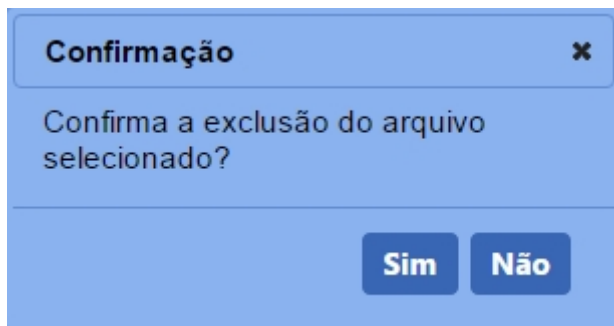 Confirmação
Confirma a exclusão do arquivo
selecionado?
Sim Não